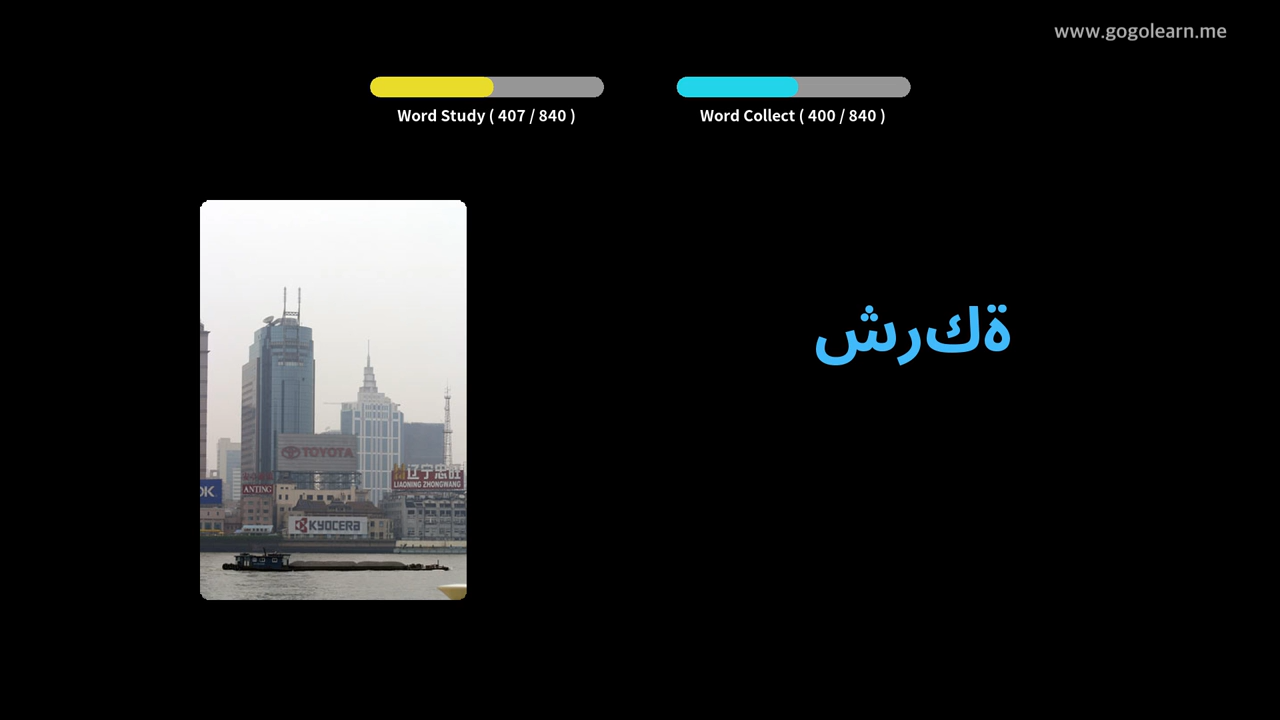 www.gogolearn.me
Word Study ( 407 / 840 )
Word Collect ( 400 / 840 )
شركة
TOYOTA
辽宁忠旺
LIAONING ZHONGWANG
OK
ANTING
KYOCERA